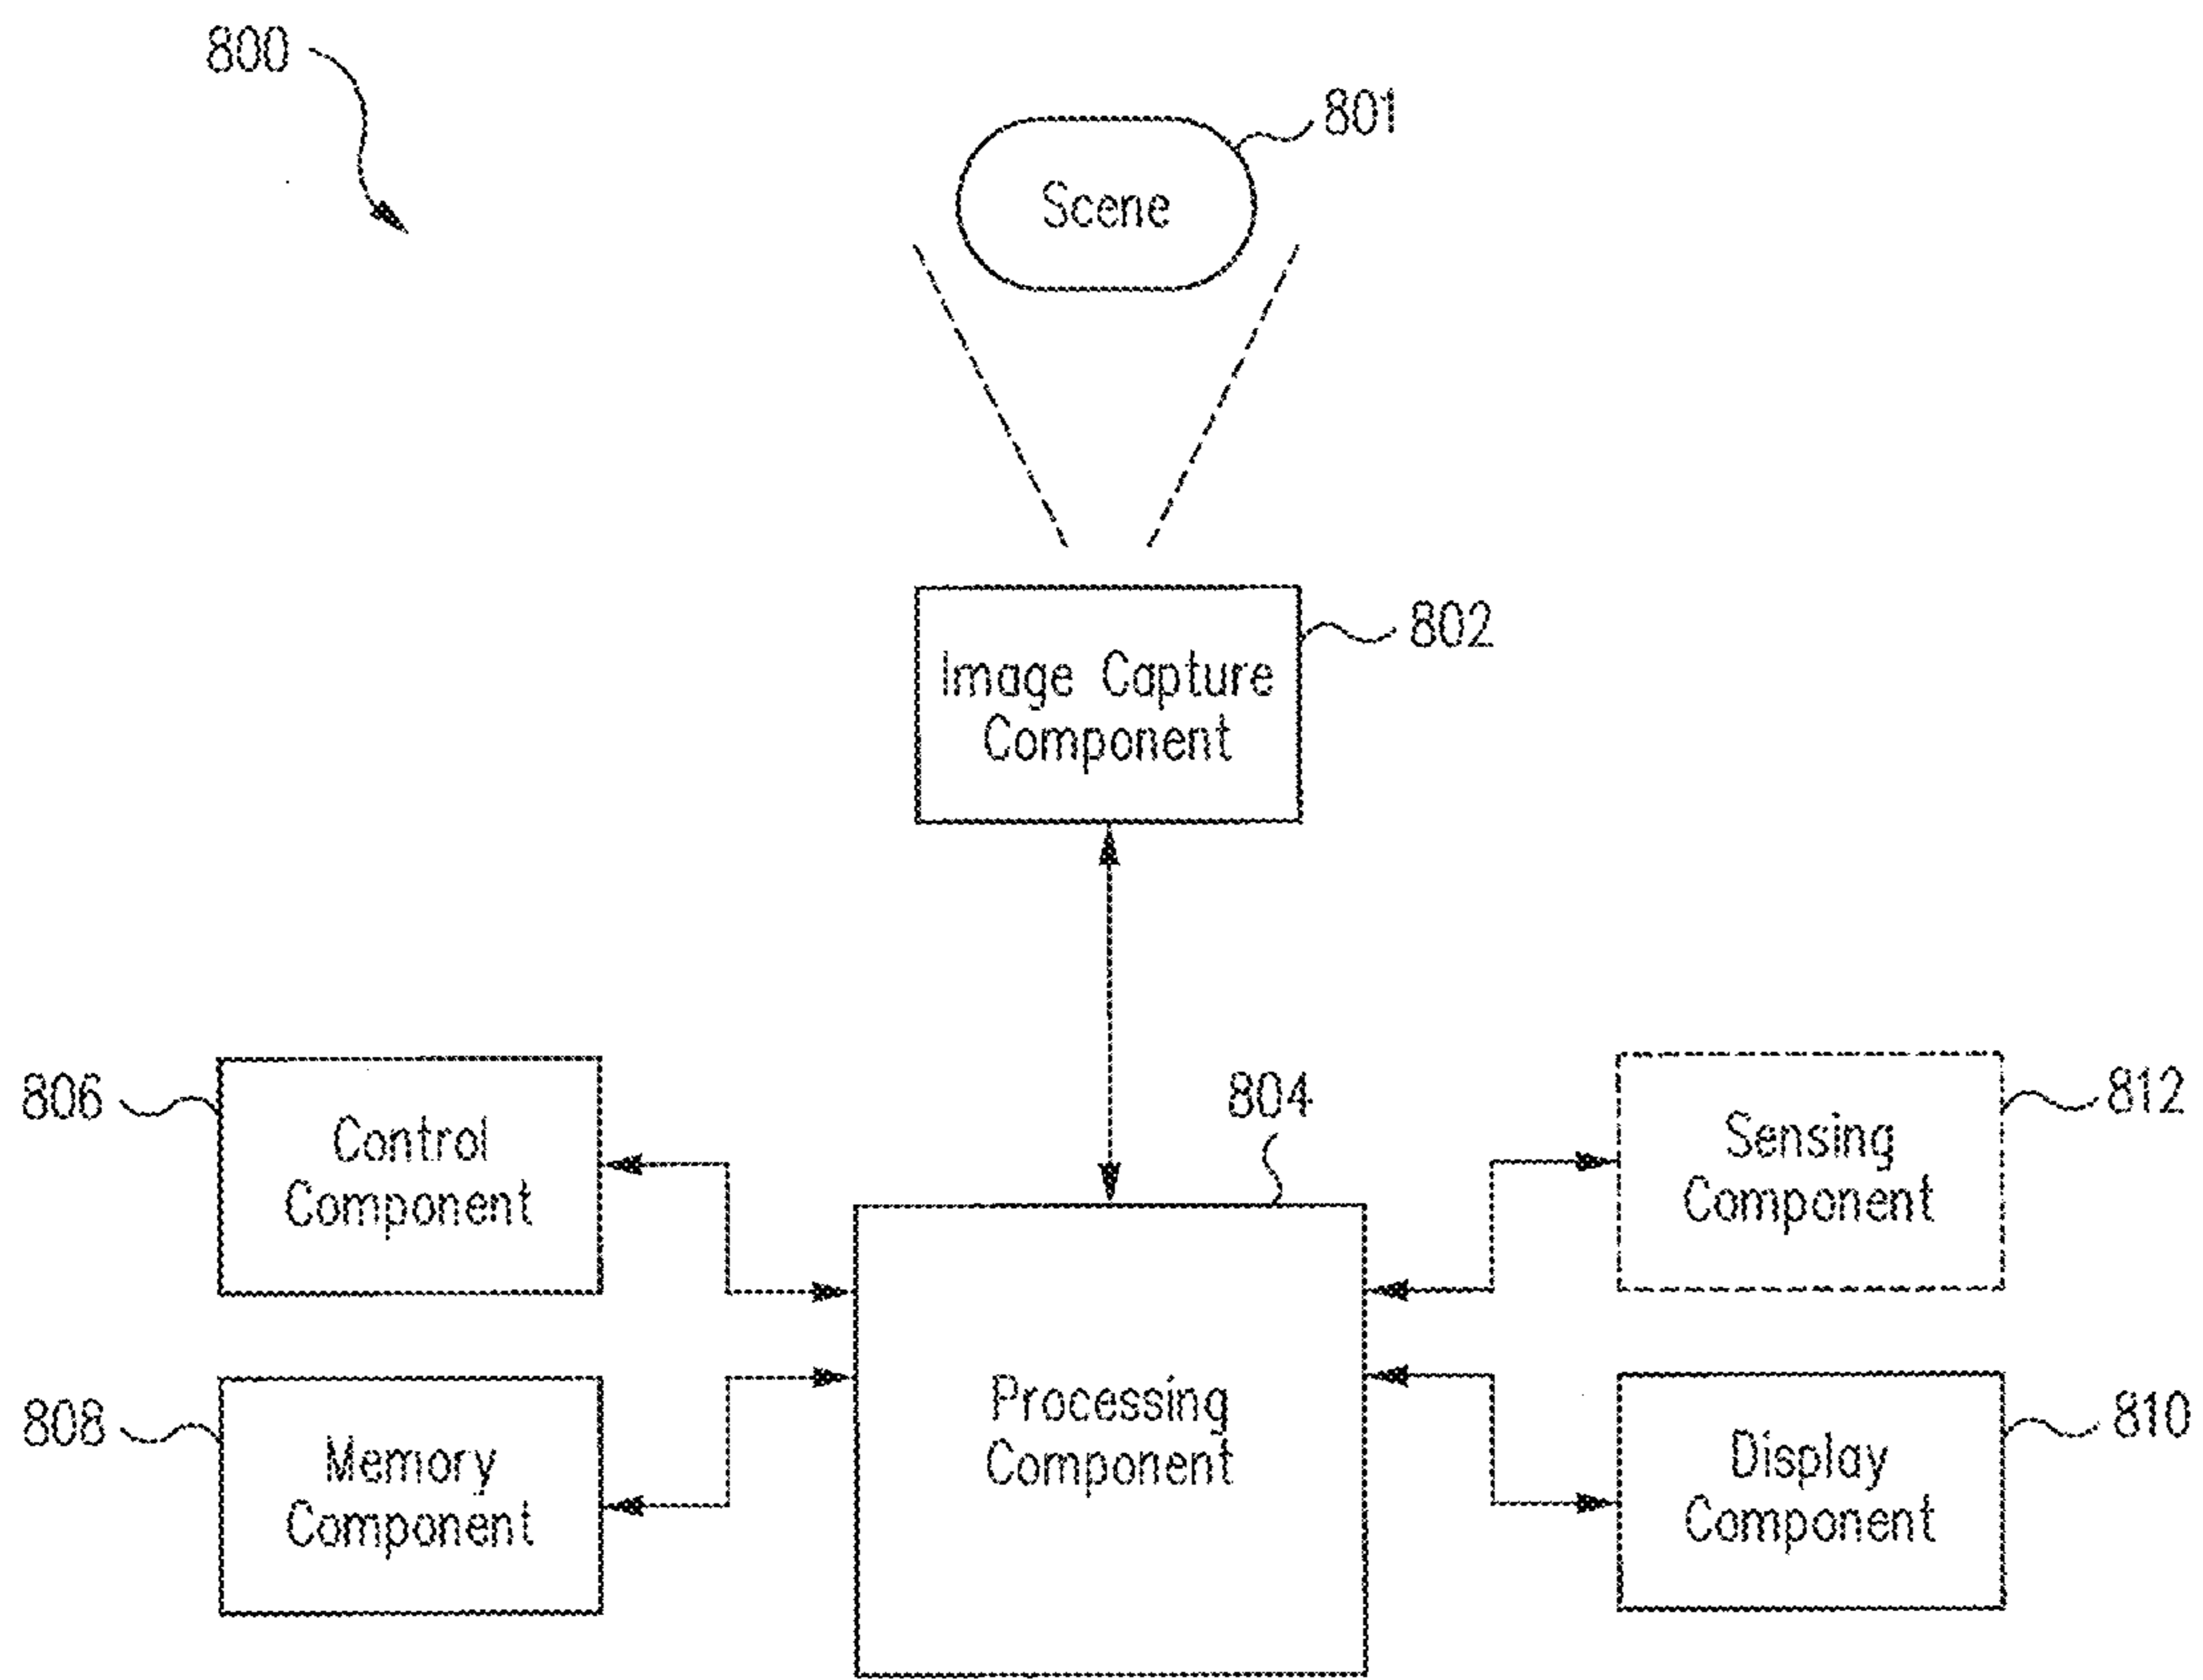 800
801
Scene
802
Image Capture
Component
806
Control
Component
804
812
Sensing
Component
808
Memory
Component
Processing
Component
810
Display
Component